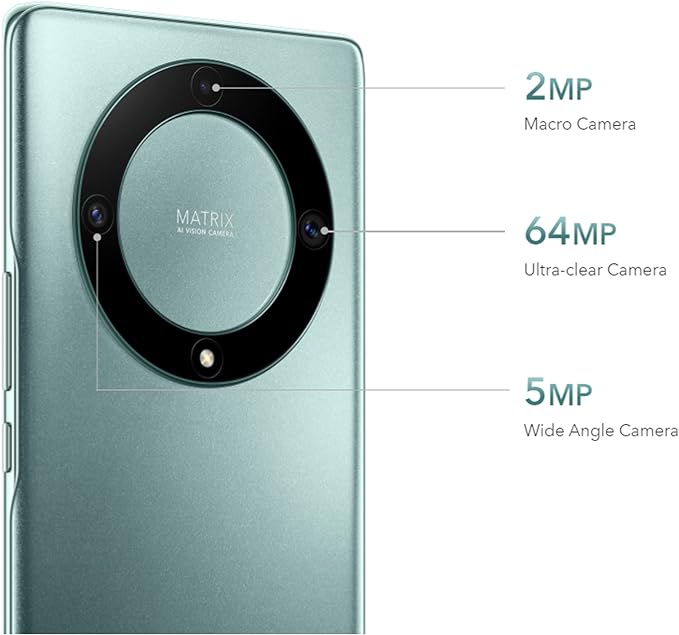 2MP
Macro Camera
MATRIX
AI VISION CAMERA
64MP
Ultra-clear Camera
5MP
Wide Angle Camera